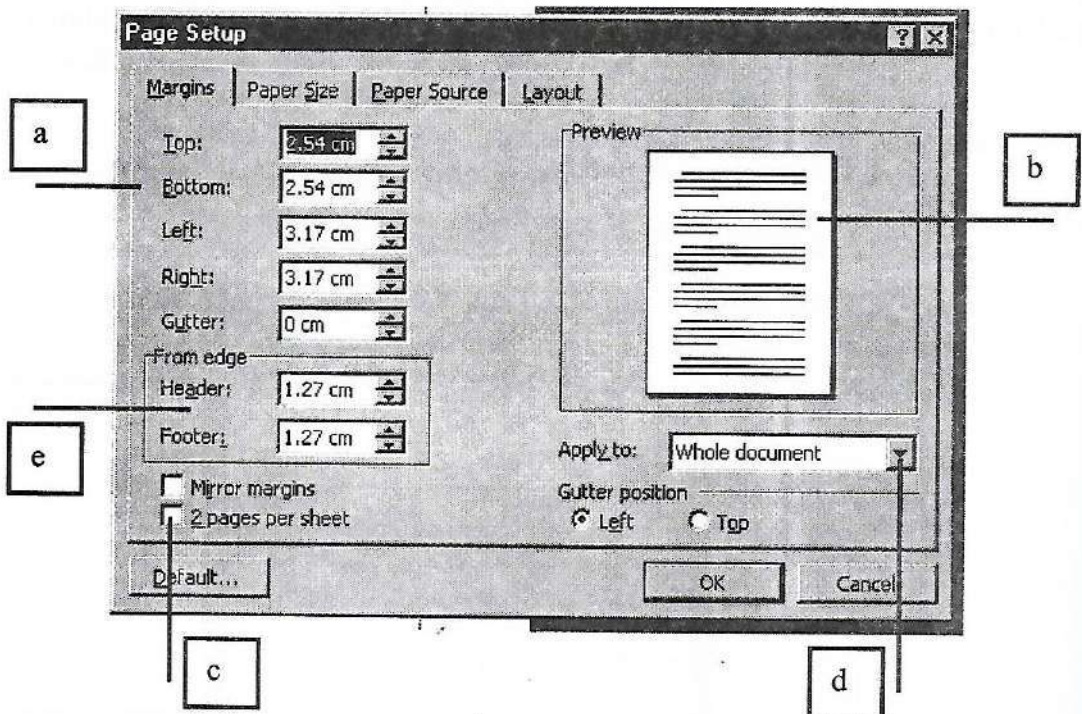 Page Setup
Margins Paper Size Paper Source Layout
a
Top: 2.54 cm
Preview
b
Bottom: 2.54 cm
Left: 3.17 cm
Right: 3.17 cm
Gutter: 0 cm
From edge
Header: 1.27 cm
e
Footer: 1.27 cm
Apply to: Whole document
Mirror margins
2 pages per sheet
Gutter position
Left Top
Default... OK Cancel
c
d